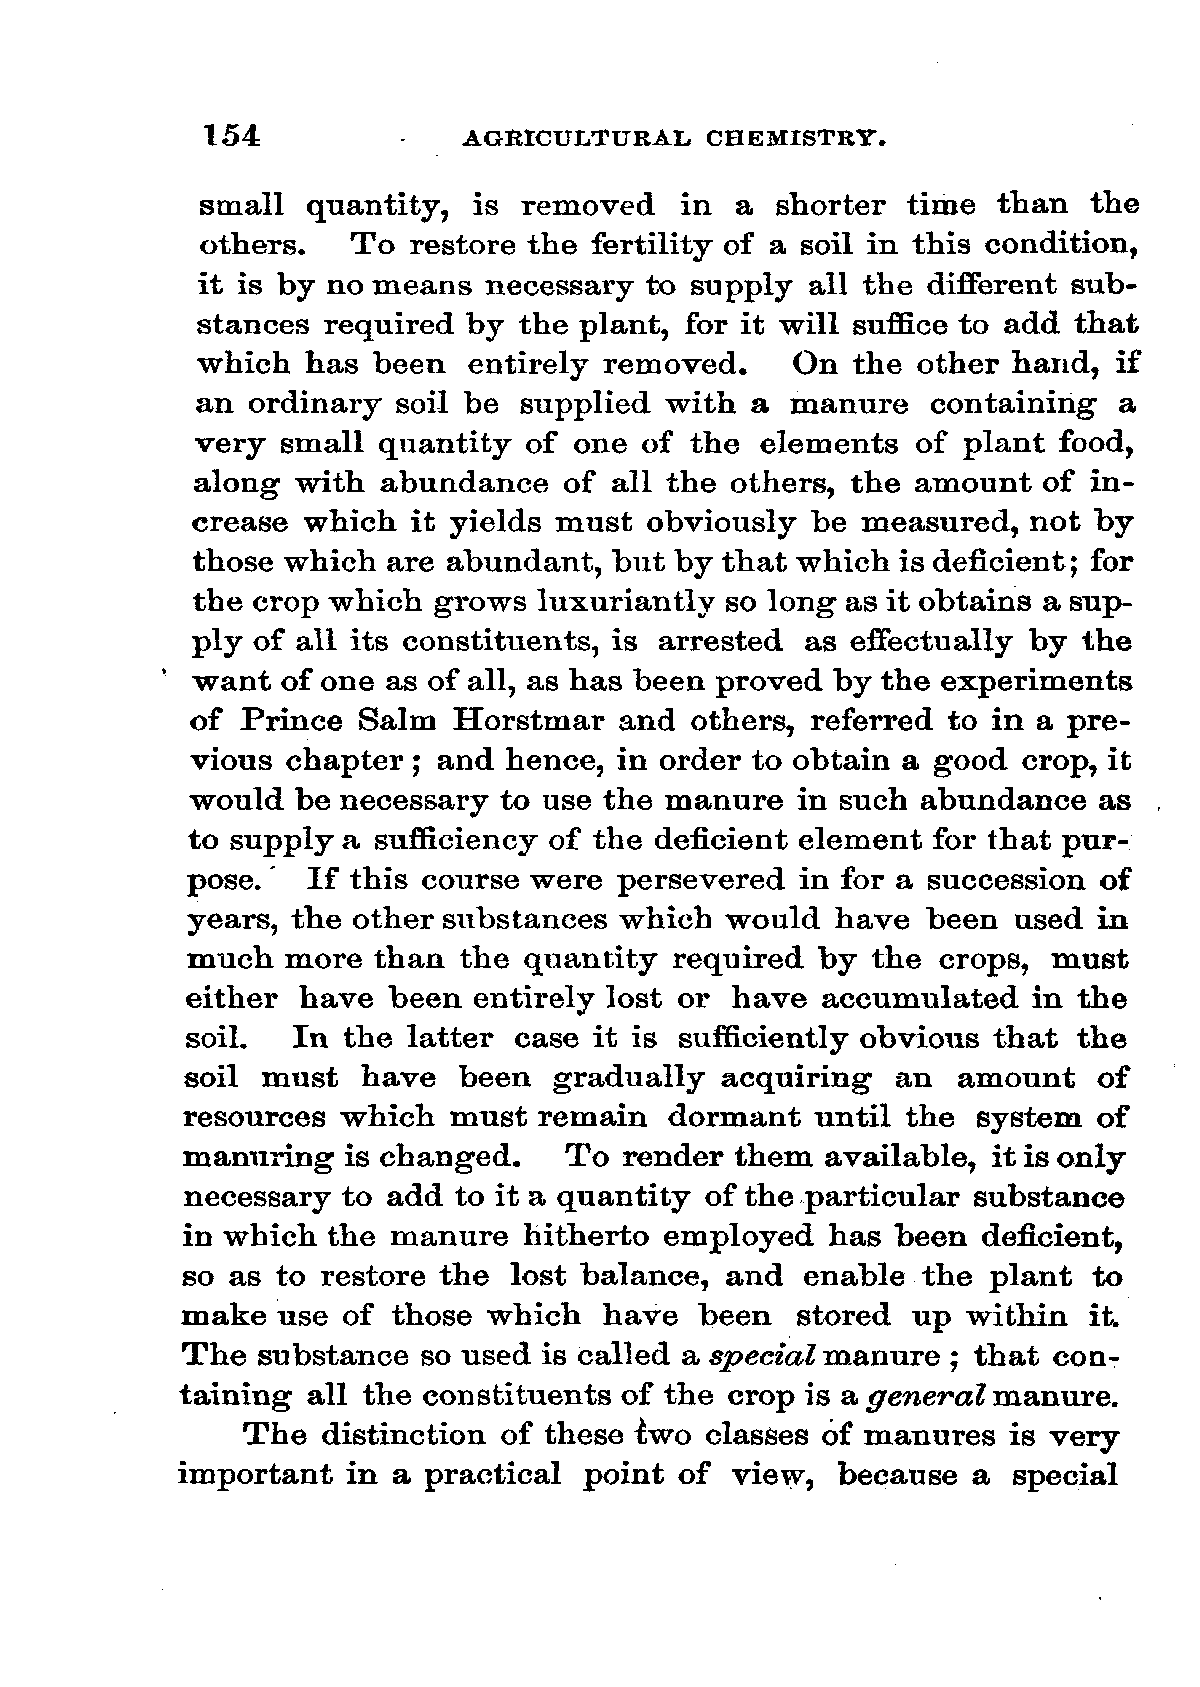 154 AGRICULTURAL CHEMISTRY.
small quantity, is removed in a shorter time than the
others. To restore the fertility of a soil in this condition,
it is by no means necessary to supply all the different sub-
stances required by the plant, for it will suffice to add that
which has been entirely removed. On the other hand, if
an ordinary soil be supplied with a manure containing a
very small quantity of one of the elements of plant food,
along with abundance of all the others, the amount of in-
crease which it yields must obviously be measured, not by
those which are abundant, but by that which is deficient; for
the crop which grows luxuriantly so long as it obtains a sup-
ply of all its constituents, is arrested as effectually by the
want of one as of all, as has been proved by the experiments
of Prince Salm Horstmar and others, referred to in a pre-
vious chapter; and hence, in order to obtain a good crop, it
would be necessary to use the manure in such abundance as
to supply a sufficiency of the deficient element for that pur-
pose. If this course were persevered in for a succession of
years, the other substances which would have been used in
much more than the quantity required by the crops, must
either have been entirely lost or have accumulated in the
soil. In the latter case it is sufficiently obvious that the
soil must have been gradually acquiring an amount of
resources which must remain dormant until the system of
manuring is changed. To render them available, it is only
necessary to add to it a quantity of the particular substance
in which the manure hitherto employed has been deficient,
so as to restore the lost balance, and enable the plant to
make use of those which have been stored up within it.
The substance so used is called a special manure; that con-
taining all the constituents of the crop is a general manure.
The distinction of these two classes of manures is very
important in a practical point of view, because a special